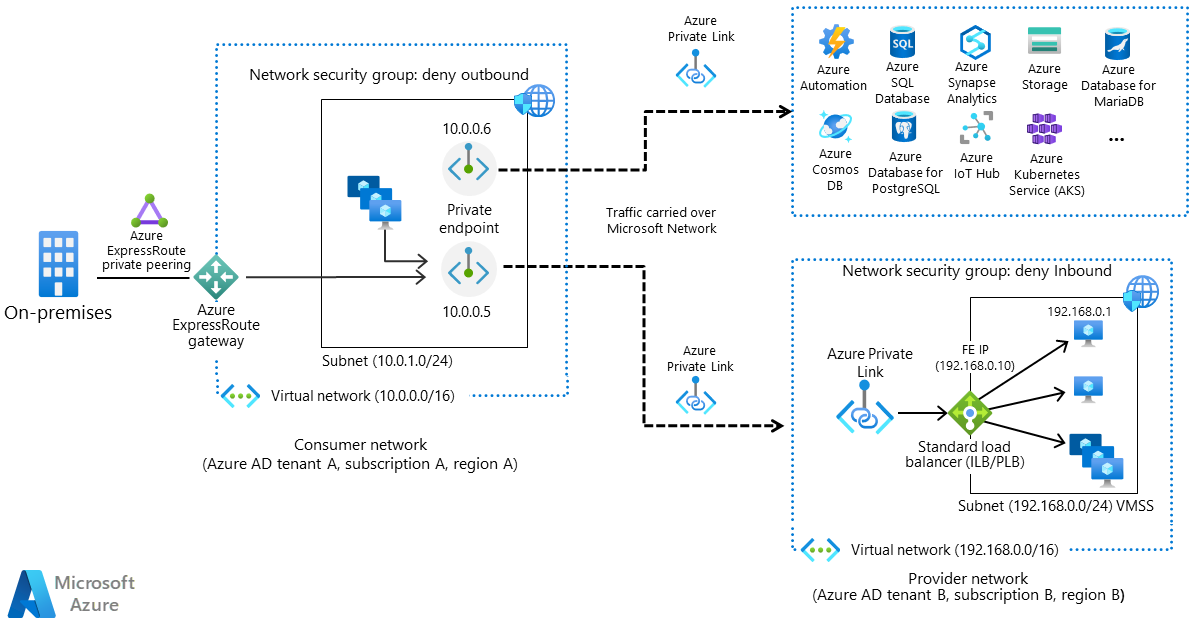 Azure
Private Link
Azure
Automation
SQL
Azure
SQL
Database
Azure
Synapse
Analytics
Azure
Storage
Azure
Database for
MariaDB
Azure
Cosmos
DB
Azure
Database for
PostgreSQL
Azure
IoT Hub
Azure
Kubernetes
Service (AKS)
...
Network security group: deny outbound
10.0.0.6
Private
endpoint
10.0.0.5
Subnet (10.0.1.0/24)
Virtual network (10.0.0.0/16)
Consumer network
(Azure AD tenant A, subscription A, region A)
Azure
ExpressRoute
private peering
On-premises
Azure
ExpressRoute
gateway
Traffic carried over
Microsoft Network
Azure
Private Link
Network security group: deny Inbound
192.168.0.1
FE IP
(192.168.0.10)
Azure Private
Link
Standard load
balancer (ILB/PLB)
Subnet (192.168.0.0/24) VMSS
Virtual network (192.168.0.0/16)
Provider network
(Azure AD tenant B, subscription B, region B)
Microsoft
Azure